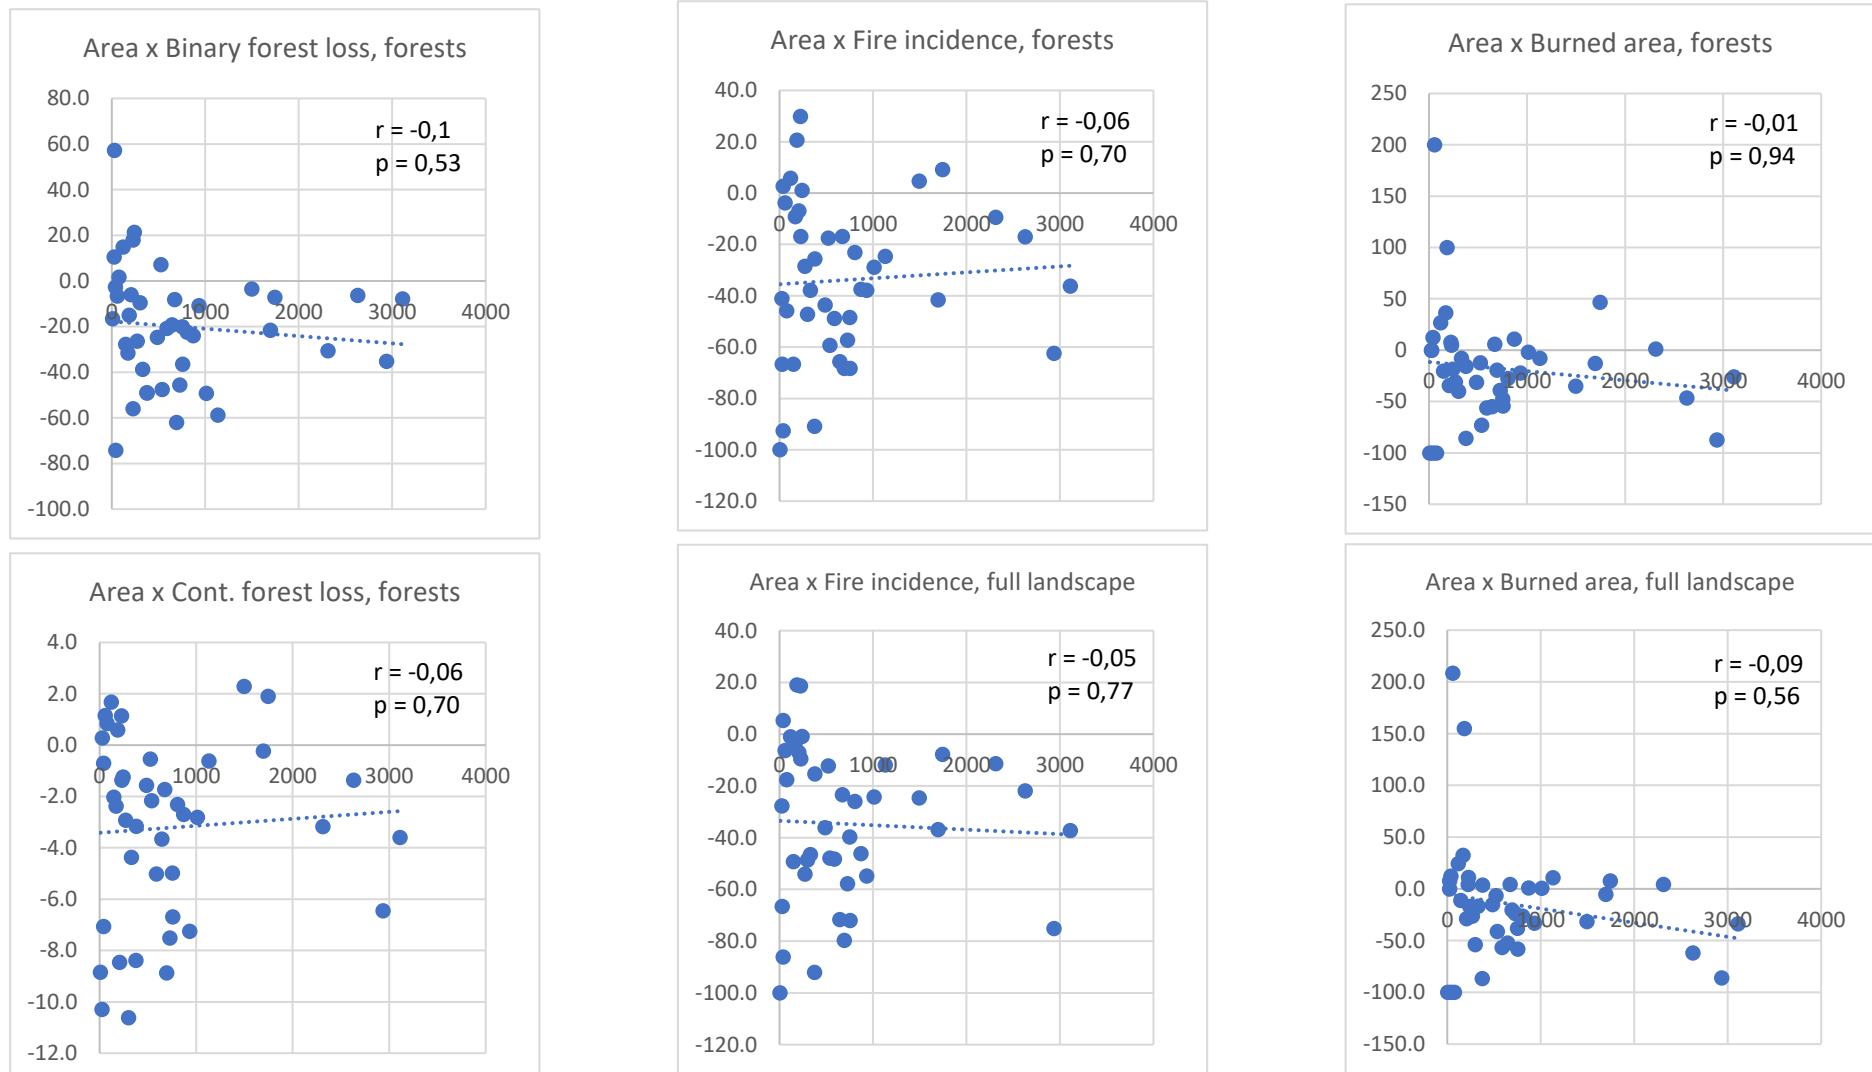 Area x Binary forest loss, forests
80.0
60.0
40.0
20.0
0.0
-20.0
-40.0
-60.0
-80.0
-100.0
0 1000 2000 3000 4000
r = -0,1
p = 0,53
Area x Fire incidence, forests
40.0
20.0
0.0
-20.0
-40.0
-60.0
-80.0
-100.0
-120.0
0 1000 2000 3000 4000
r = -0,06
p = 0,70
Area x Burned area, forests
250
200
150
100
50
0
-50
-100
-150
0 1000 2000 3000 4000
r = -0,01
p = 0,94
Area x Cont. forest loss, forests
4.0
2.0
0.0
-2.0
-4.0
-6.0
-8.0
-10.0
-12.0
0 1000 2000 3000 4000
r = -0,06
p = 0,70
Area x Fire incidence, full landscape
40.0
20.0
0.0
-20.0
-40.0
-60.0
-80.0
-100.0
-120.0
0 1000 2000 3000 4000
r = -0,05
p = 0,77
Area x Burned area, full landscape
250.0
200.0
150.0
100.0
50.0
0.0
-50.0
-100.0
-150.0
0 1000 2000 3000 4000
r = -0,09
p = 0,56